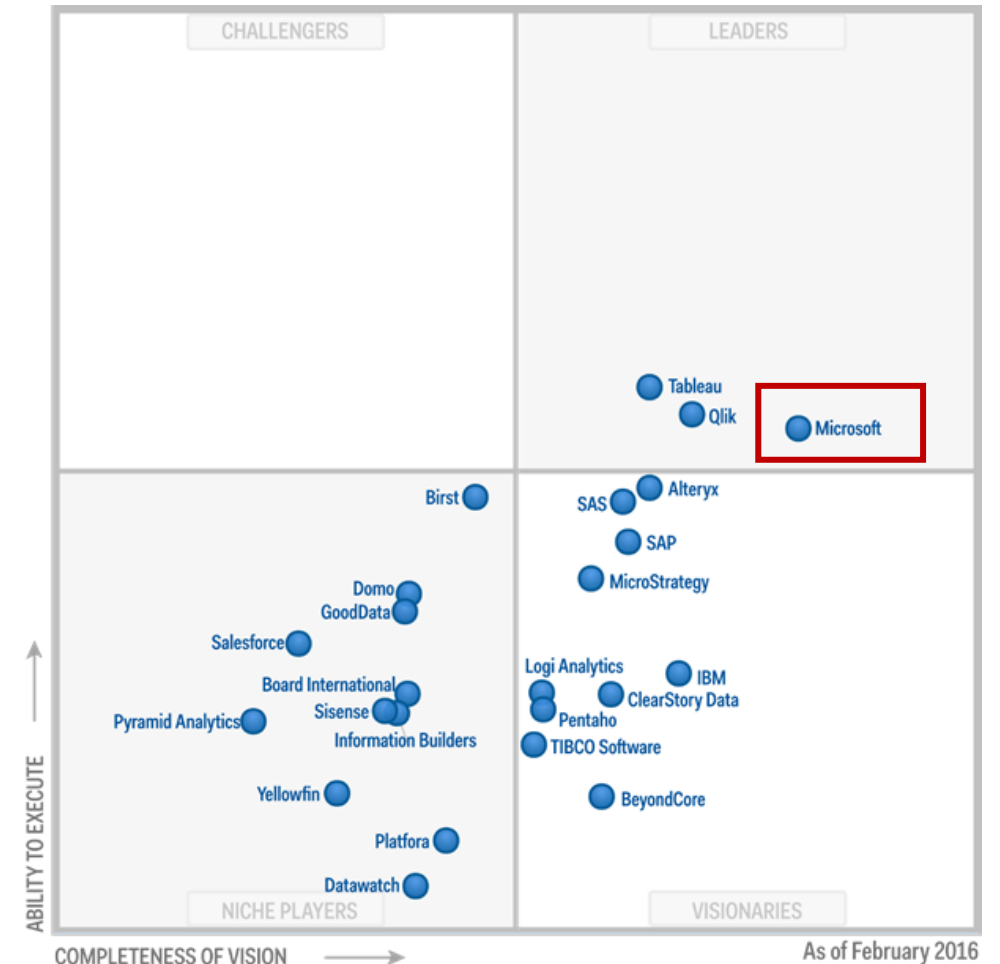 CHALLENGERS
LEADERS
Tableau
Qlik
Microsoft
Birst
Alteryx
SAS
SAP
MicroStrategy
Domo
GoodData
Salesforce
Logi Analytics
IBM
Board International
ClearStory Data
Sisense
Pyramid Analytics
Pentaho
Information Builders
TIBCO Software
Yellowfin
BeyondCore
Platfora
Datawatch
NICHE PLAYERS
VISIONARIES
ABILITY TO EXECUTE
COMPLETENESS OF VISION
As of February 2016